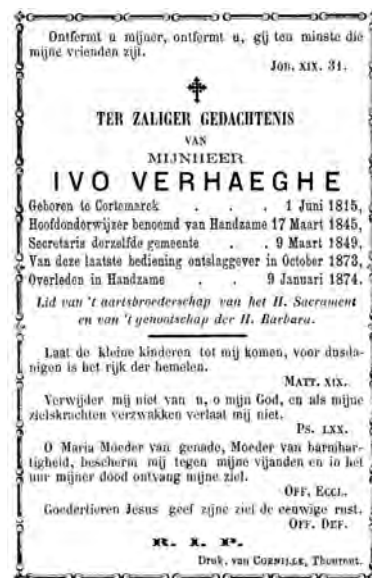 Ontfermt u mijner, ontfermt u, gij ten minste die
mijne vrienden zijt.
Job. XIX. 31.
TER ZALIGER GEDACHTENIS
VAN
MIJNHEER
IVO VERHAEGHE
Geboren te Cortemarck . . . 1 Juni 1815,
Hoofdonderwijzer benoemd van Handzame 17 Maart 1845,
Secretaris derzelfde gemeente . . 9 Maart 1849,
Van deze laatste bediening ontslaggever in October 1873,
Overleden in Handzame . . 9 Januari 1874.
Lid van 't aartsbroederschap van het H. Sacrament
en van 't genootschap der H. Barbara.
Laat de kleine kinderen tot mij komen, voor dusda-
nigen is het rijk der hemelen.
MATT. XIX.
Verwijder mij niet van u, o mijn God, en als mijne
zielskrachten verzwakken verlaat mij niet.
Ps. LXX.
O Maria Moeder van genade, Moeder van barmhar-
tigheid, bescherm mij tegen mijne vijanden en in het
uur mijner dood ontvang mijne ziel.
OFF. ECCL.
Goedertieren Jesus geef zijne ziel de eeuwige rust.
OFF. DEF.
R. I. P.
Druk. van CORNILLE, Thourout.